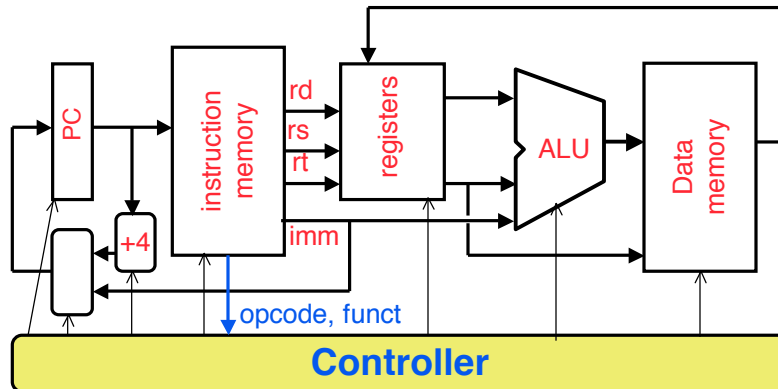 PC
+4
instruction
memory
rd
rs
rt
imm
registers
ALU
Data
memory
opcode, funct
Controller